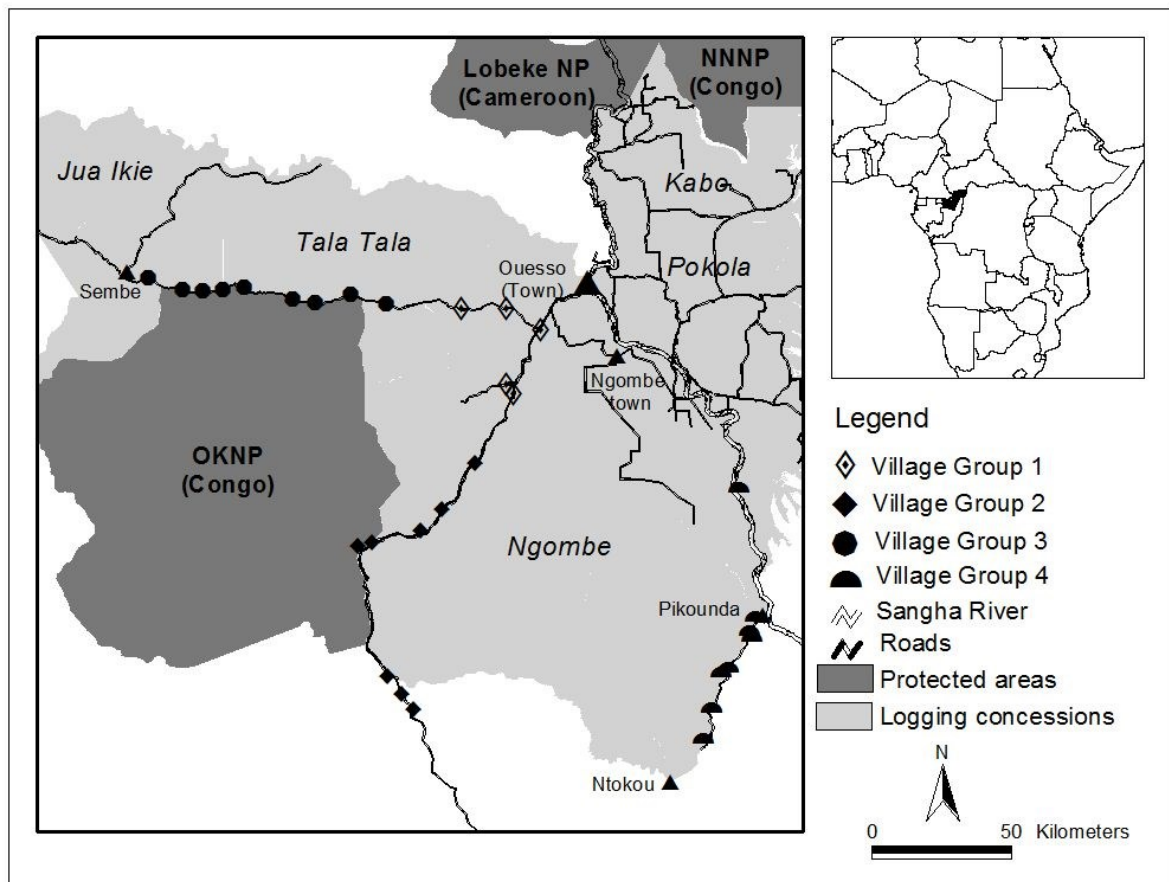 Lobeke NP
(Cameroon)
NNNP
(Congo)
Jua Ikie
Kabo
Tala Tala
Ouesso
(Town)
Pokola
Sembe
Ngombe
town
OKNP
(Congo)
Ngombe
Pikounda
Ntokou
Legend
Village Group 1
Village Group 2
Village Group 3
Village Group 4
Sangha River
Roads
Protected areas
Logging concessions
N
0 50 Kilometers